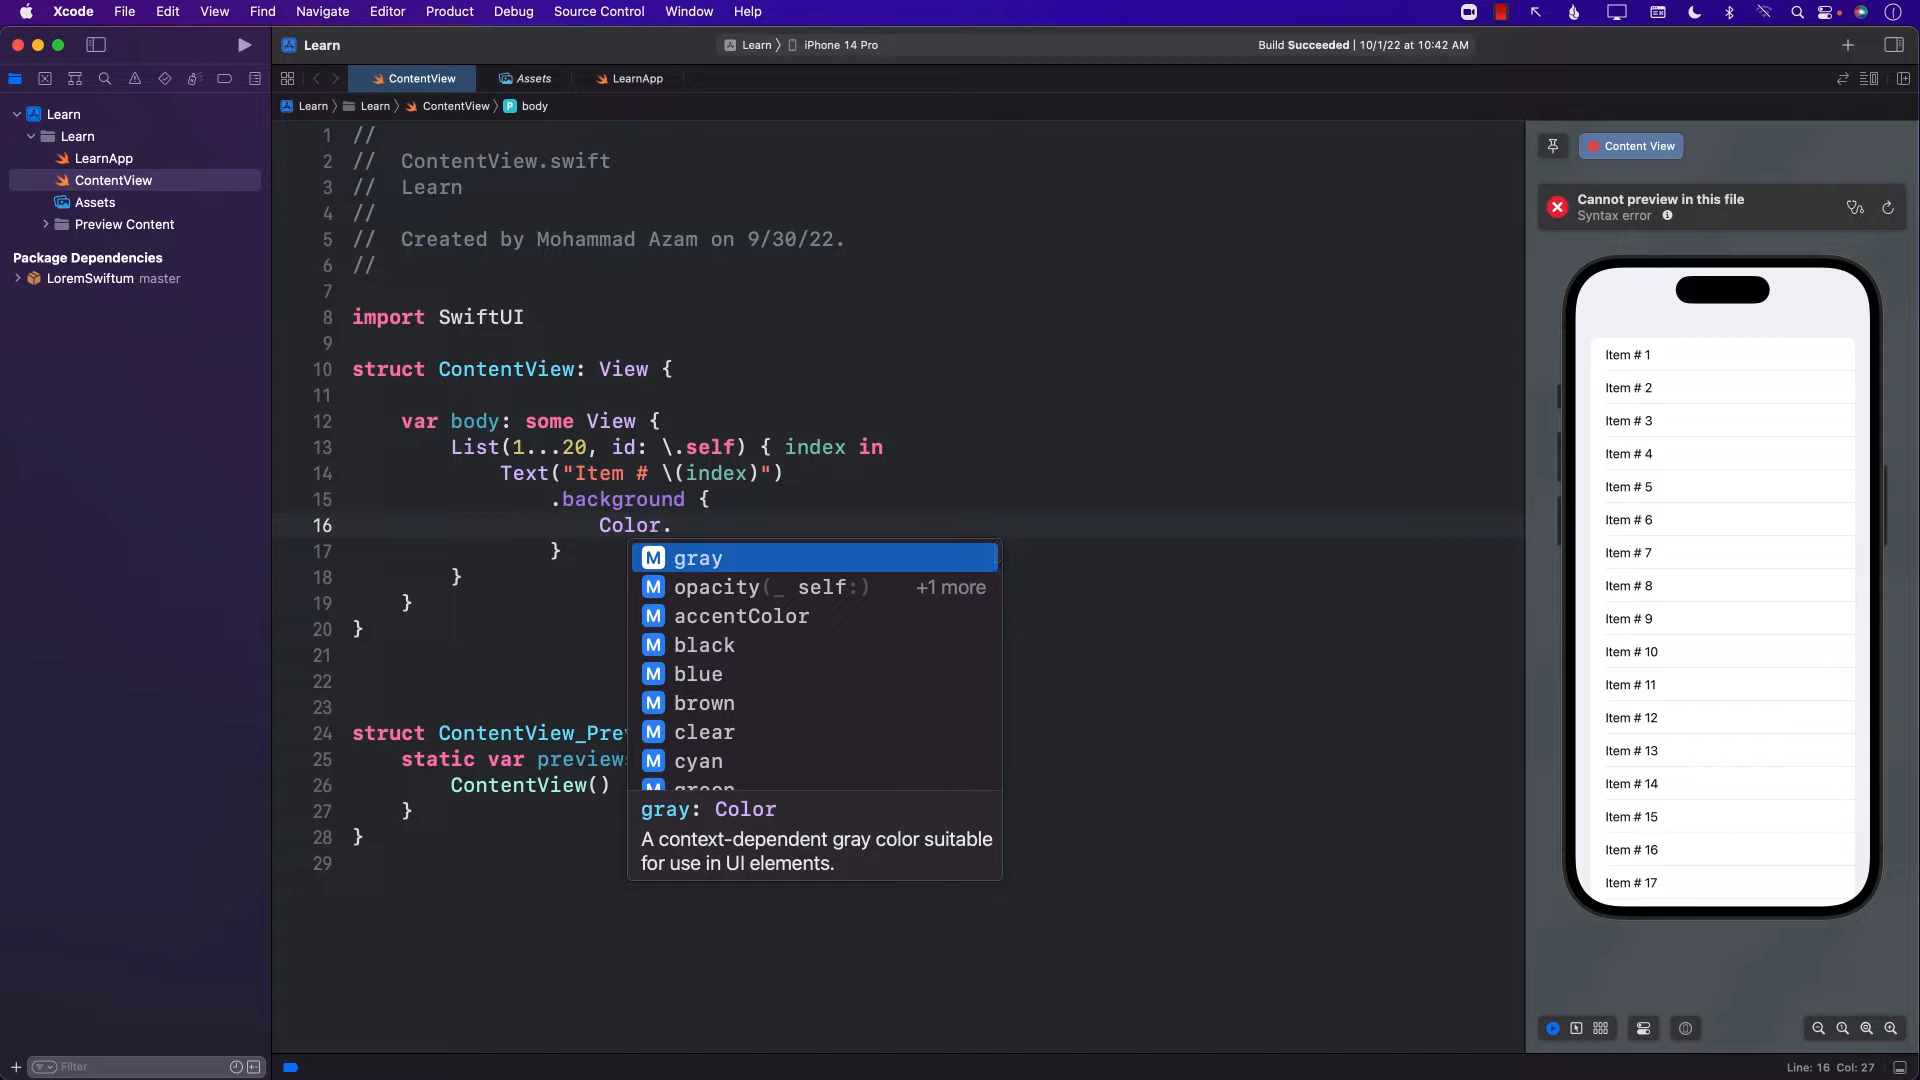 Xcode File Edit View Find Navigate Editor Product Debug Source Control Window Help
Learn
Learn 〉 iPhone 14 Pro
Build Succeeded | 10/1/22 at 10:42 AM
ContentView Assets LearnApp
Learn 〉 Learn 〉 ContentView 〉 P body
Learn
Learn
LearnApp
ContentView
Assets
Preview Content
Package Dependencies
LoremSwiftum master
Filter
1 //
2 // ContentView.swift
3 // Learn
4 //
5 // Created by Mohammad Azam on 9/30/22.
6 //
7
8 import SwiftUI
9
10 struct ContentView: View {
11
12 var body: some View {
13 List(1...20, id: \.self) { index in
14 Text("Item # \(index)")
15 .background {
16 Color.
17 }
18 }
19 }
20 }
21
22
23
24 struct ContentView_Prev
25 static var previews
26 ContentView()
27 }
28 }
29
M gray
M opacity(_ self:) +1 more
M accentColor
M black
M blue
M brown
M clear
M cyan
M green
gray: Color
A context-dependent gray color suitable
for use in UI elements.
Content View
Cannot preview in this file
Syntax error
Item # 1
Item # 2
Item # 3
Item # 4
Item # 5
Item # 6
Item # 7
Item # 8
Item # 9
Item # 10
Item # 11
Item # 12
Item # 13
Item # 14
Item # 15
Item # 16
Item # 17
Line: 16 Col: 27